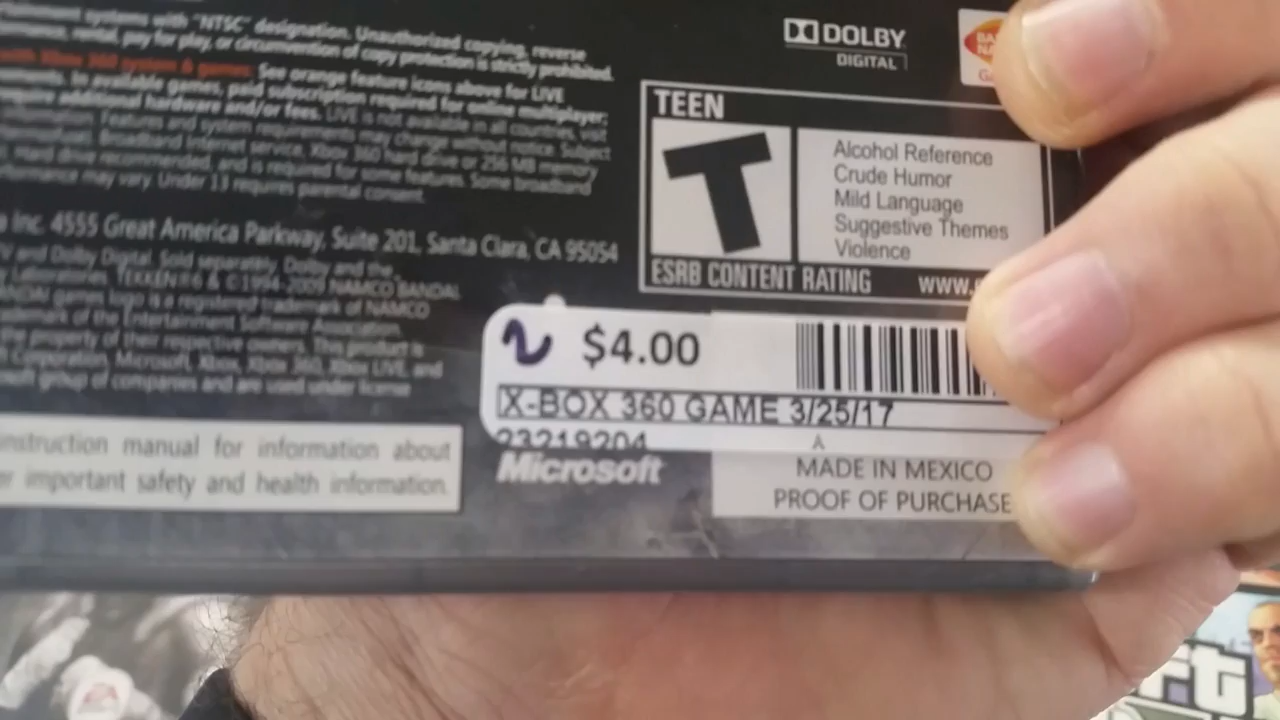 systems with "NTSC" designation. Unauthorized copying, reverse
rental, pay for play, or circumvention of copy protection is strictly prohibited.
with Xbox 360 system & games. See orange feature icons above for LIVE
to available games, paid subscription required for online multiplayer;
additional hardware and/or fees. LIVE is not available in all countries, visit
Features and system requirements may change without notice. Subject
Broadband Internet service, Xbox 360 hard drive or 256 MB memory
hard drive recommended, and is required for some features. Some broadband
may vary. Under 13 requires parental consent.
Inc. 4555 Great America Parkway, Suite 201, Santa Clara, CA 95054
TV and Dolby Digital. Sold separately. Dolby and the
Laboratories. TEKKEN®6 & ©1994-2009 NAMCO BANDAI
games logo is a registered trademark of NAMCO
trademark of the Entertainment Software Association.
the property of their respective owners. This product is
Corporation. Microsoft, Xbox, Xbox 360, Xbox LIVE, and
group of companies and are used under license
instruction manual for information about
important safety and health information.
DOLBY
DIGITAL
TEEN
T
Alcohol Reference
Crude Humor
Mild Language
Suggestive Themes
Violence
ESRB CONTENT RATING www.
2 $4.00
X-BOX 360 GAME 3/25/17
23219204 A
Microsoft
MADE IN MEXICO
PROOF OF PURCHASE